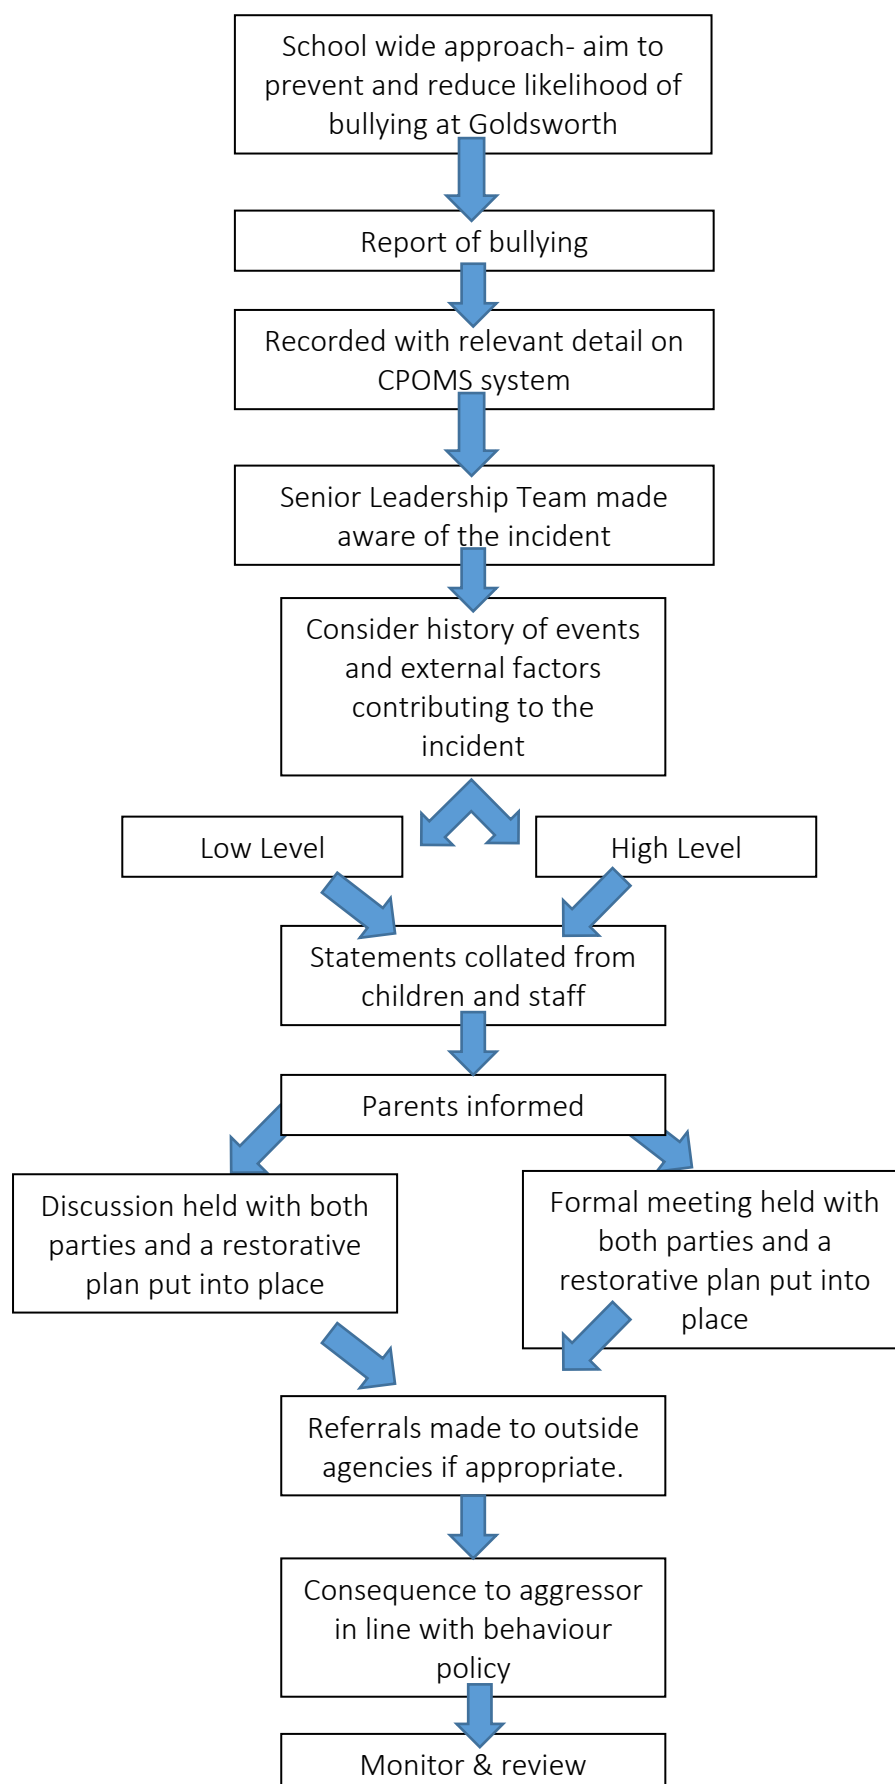 School wide approach- aim to
prevent and reduce likelihood of
bullying at Goldsworth
Report of bullying
Recorded with relevant detail on
CPOMS system
Senior Leadership Team made
aware of the incident
Consider history of events
and external factors
contributing to the
incident
Low Level
High Level
Statements collated from
children and staff
Parents informed
Discussion held with both
parties and a restorative
plan put into place
Formal meeting held with
both parties and a
restorative plan put into
place
Referrals made to outside
agencies if appropriate.
Consequence to aggressor
in line with behaviour
policy
Monitor & review